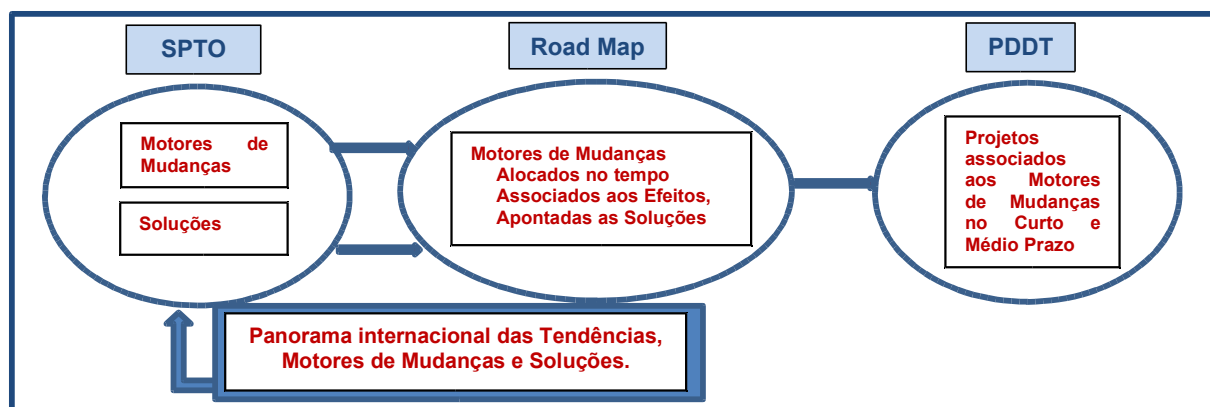 SPTO
Road Map
PDDT
Motores de
Mudanças
Soluções
Motores de Mudanças
Alocados no tempo
Associados aos Efeitos,
Apontadas as Soluções
Projetos
associados
aos Motores
de Mudanças
no Curto e
Médio Prazo
Panorama internacional das Tendências,
Motores de Mudanças e Soluções.